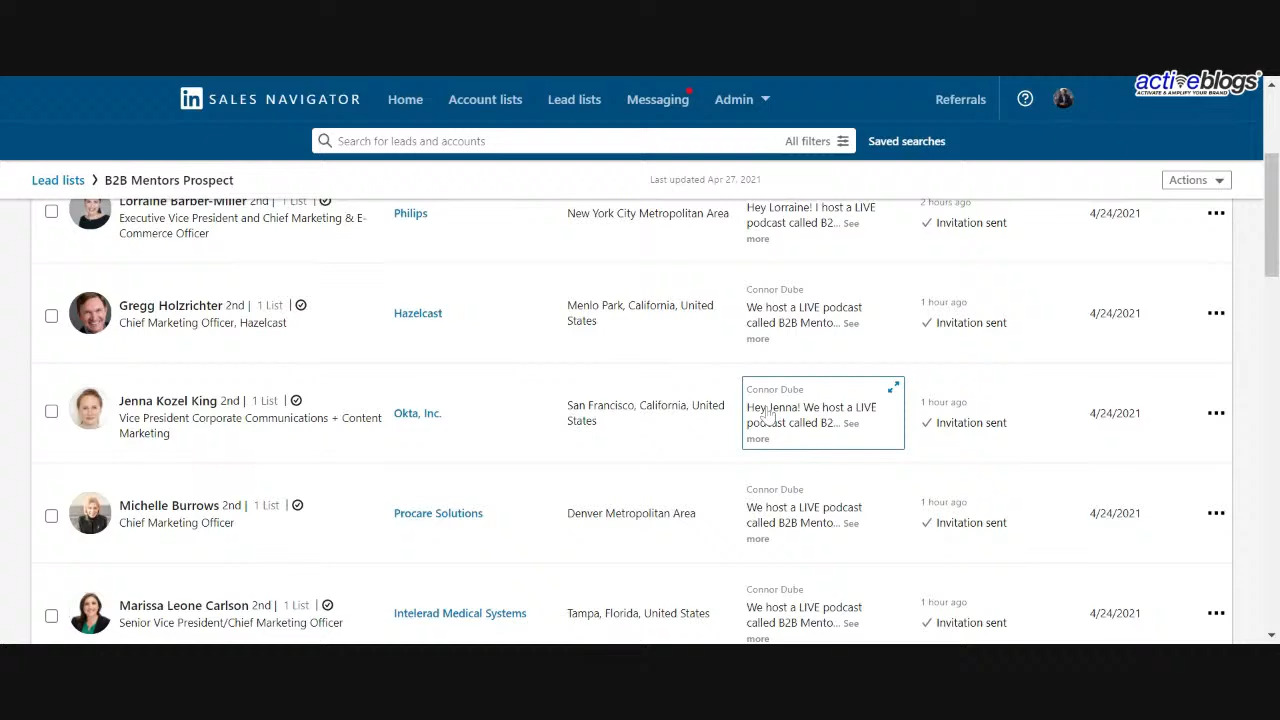 activeblogs
ACTIVATE & AMPLIFY YOUR BRAND
in SALES NAVIGATOR Home Account lists Lead lists Messaging Admin Referrals
Search for leads and accounts All filters Saved searches
Lead lists > B2B Mentors Prospect Last updated Apr 27, 2021 Actions
Lorraine Barber-Miller 2nd | 1 List |
Executive Vice President and Chief Marketing & E-
Commerce Officer
Philips
New York City Metropolitan Area
Hey Lorraine! I host a LIVE
podcast called B2... See
more
2 hours ago
Invitation sent
4/24/2021
Gregg Holzrichter 2nd | 1 List |
Chief Marketing Officer, Hazelcast
Hazelcast
Menlo Park, California, United
States
Connor Dube
We host a LIVE podcast
called B2B Mento... See
more
1 hour ago
Invitation sent
4/24/2021
Jenna Kozel King 2nd | 1 List |
Vice President Corporate Communications + Content
Marketing
Okta, Inc.
San Francisco, California, United
States
Connor Dube
Hey Jenna! We host a LIVE
podcast called B2... See
more
1 hour ago
Invitation sent
4/24/2021
Michelle Burrows 2nd | 1 List |
Chief Marketing Officer
Procare Solutions
Denver Metropolitan Area
Connor Dube
We host a LIVE podcast
called B2B Mento... See
more
1 hour ago
Invitation sent
4/24/2021
Marissa Leone Carlson 2nd | 1 List |
Senior Vice President/Chief Marketing Officer
Intelerad Medical Systems
Tampa, Florida, United States
Connor Dube
We host a LIVE podcast
called B2B Mento... See
more
1 hour ago
Invitation sent
4/24/2021